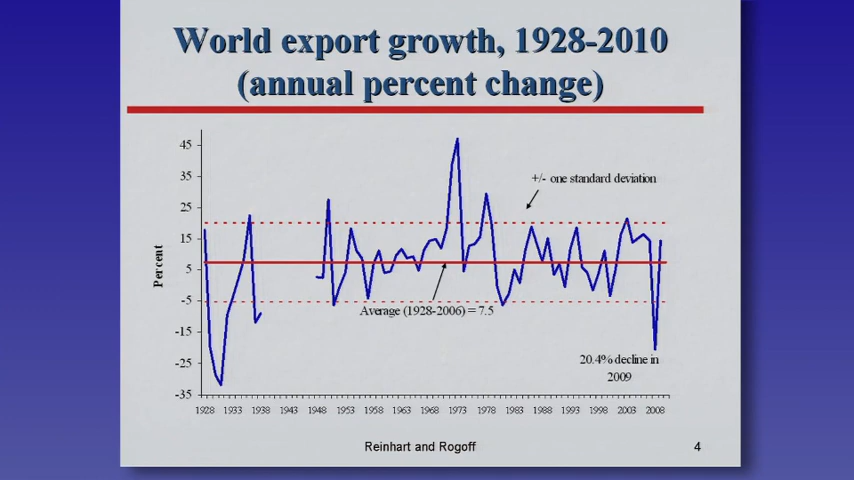 World export growth, 1928-2010
(annual percent change)
45
35
25
15
5
-5
-15
-25
-35
Percent
+/- one standard deviation
Average (1928-2006) = 7.5
20.4% decline in
2009
1928 1933 1938 1943 1948 1953 1958 1963 1968 1973 1978 1983 1988 1993 1998 2003 2008
Reinhart and Rogoff
4